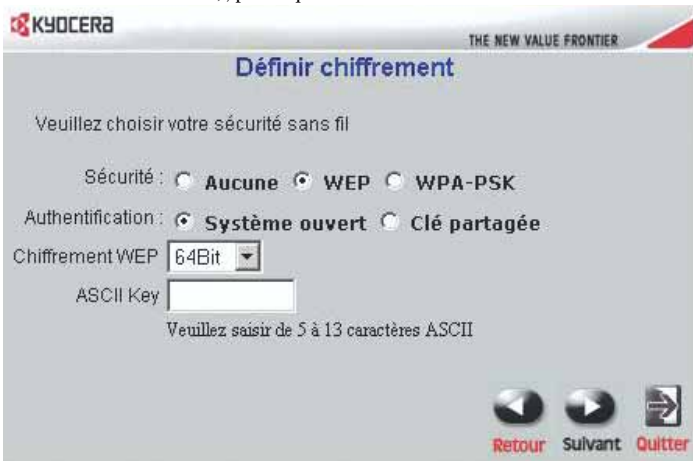 KYOCERA
THE NEW VALUE FRONTIER
Définir chiffrement
Veuillez choisir votre sécurité sans fil
Sécurité : Aucune WEP WPA-PSK
Authentification : Système ouvert Clé partagée
Chiffrement WEP 64Bit
ASCII Key
Veuillez saisir de 5 à 13 caractères ASCII
Retour Suivant Quitter